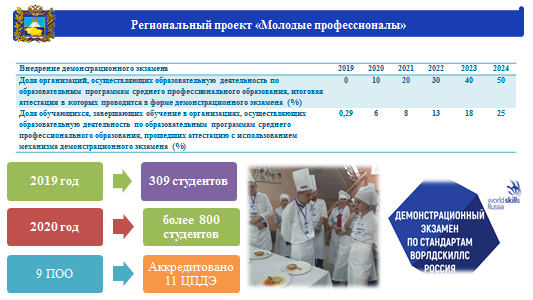 Региональный проект «Молодые профессионалы»
Внедрение демонстрационного экзамена 2019 2020 2021 2022 2023 2024
Доля организаций, осуществляющих образовательную деятельность по 0 10 20 30 40 50
образовательным программам среднего профессионального образования, итоговая
аттестация в которых проводится в форме демонстрационного экзамена (%)
Доля обучающихся, завершающих обучение в организациях, осуществляющих 0,29 6 8 13 18 25
образовательную деятельность по образовательным программам среднего
профессионального образования, прошедших аттестацию с использованием
механизма демонстрационного экзамена (%)
2019 год
309 студентов
2020 год
более 800
студентов
9 ПОО
Аккредитовано
11 ЦПДЭ
worldskills
Russia
ДЕМОНСТРАЦИОННЫЙ
ЭКЗАМЕН
ПО СТАНДАРТАМ
ВОРЛДСКИЛЛС
РОССИЯ